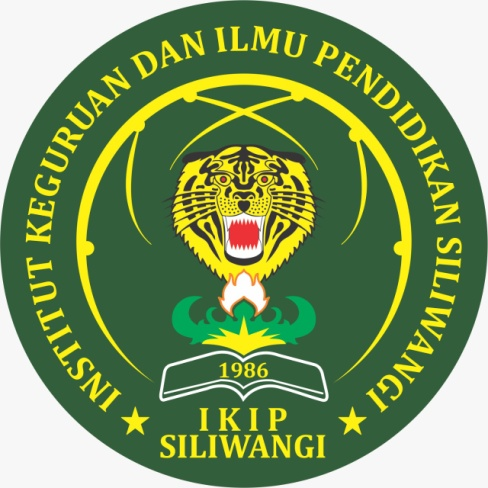 INSTITUT KEGURUAN DAN ILMU PENDIDIKAN SILIWANGI
1986
IKIP
SILIWANGI